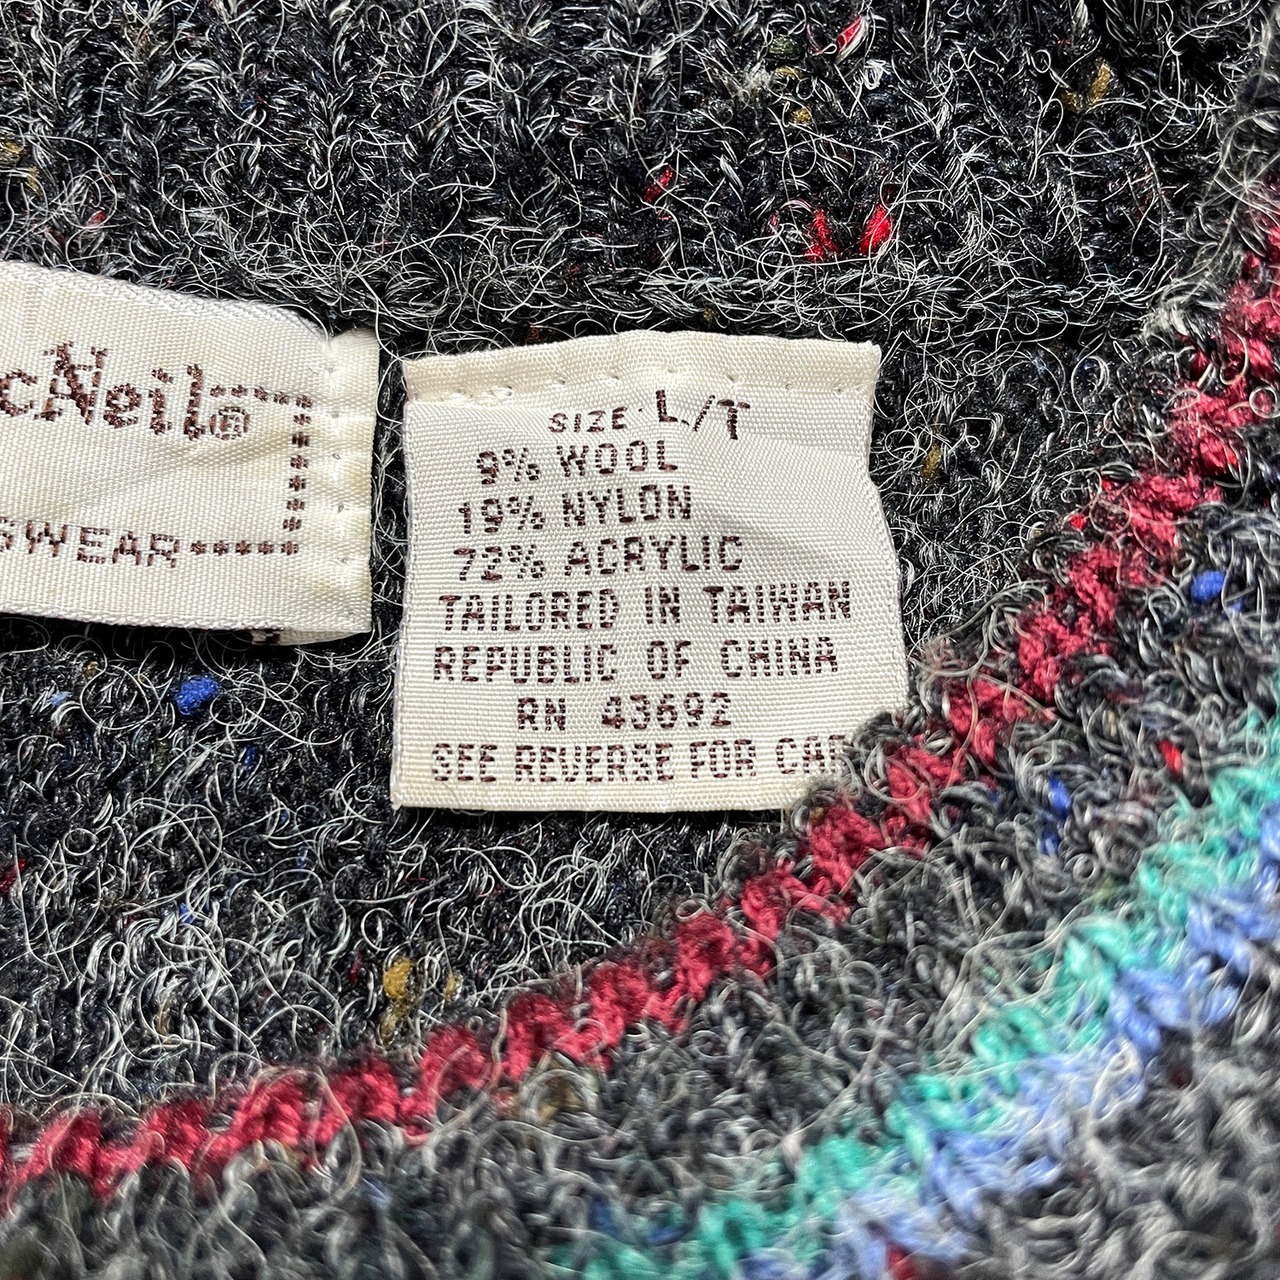 cNeil®
SWEAR
SIZE L/T
9% WOOL
19% NYLON
72% ACRYLIC
TAILORED IN TAIWAN
REPUBLIC OF CHINA
RN 43692
SEE REVERSE FOR CAR